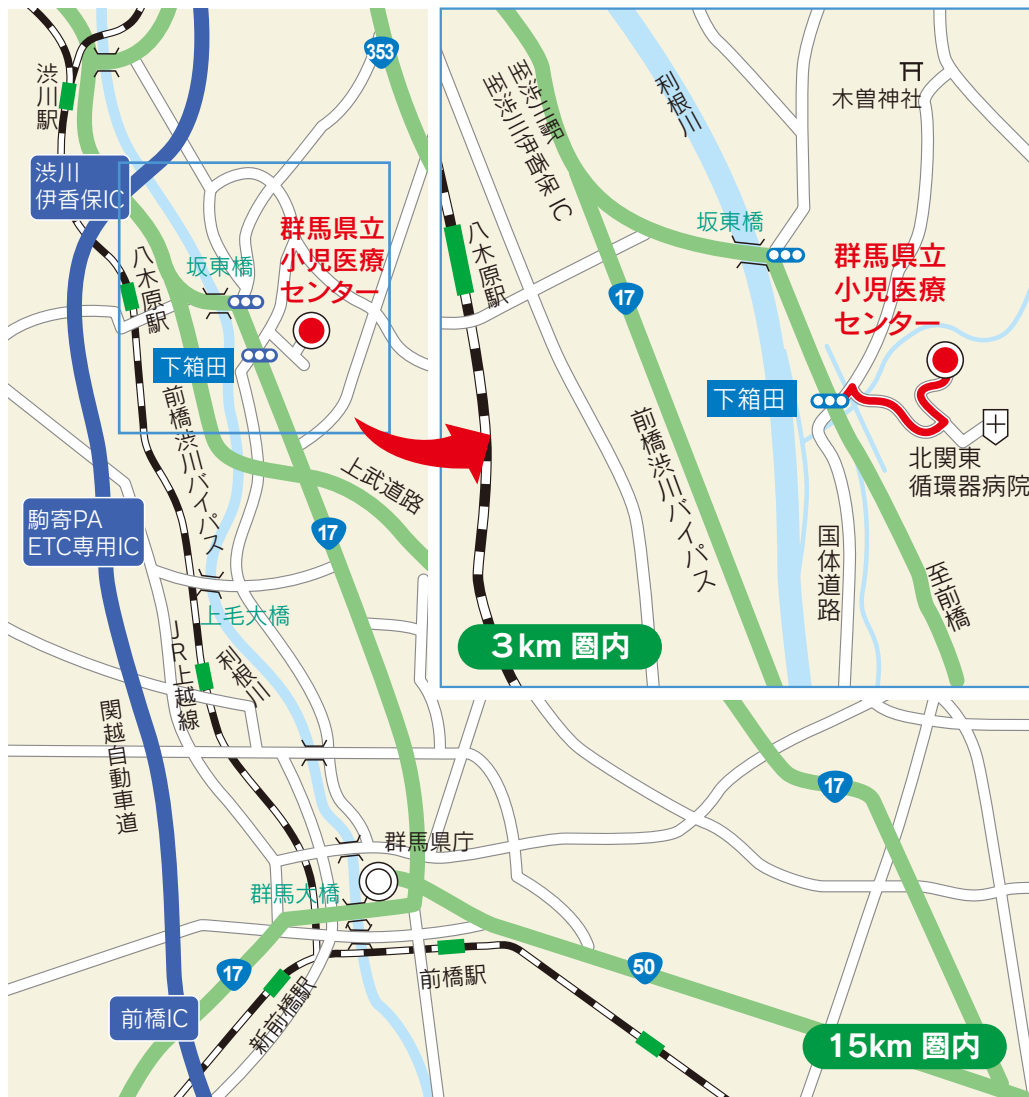 353
渋川駅
渋川
伊香保IC
群馬県立
小児医療
センター
坂東橋
八木原駅
下箱田
前橋渋川バイパス
上武道路
17
駒寄PA
ETC専用IC
上毛大橋
JR上越線
利根川
関越自動車道
群馬県庁
群馬大橋
17
前橋駅
新前橋駅
前橋IC
50
17
15km 圏内
至渋川駅
至渋川伊香保 IC
利根川
木曽神社
坂東橋
八木原駅
17
群馬県立
小児医療
センター
下箱田
前橋渋川バイパス
北関東
循環器病院
国体道路
至前橋
3km 圏内